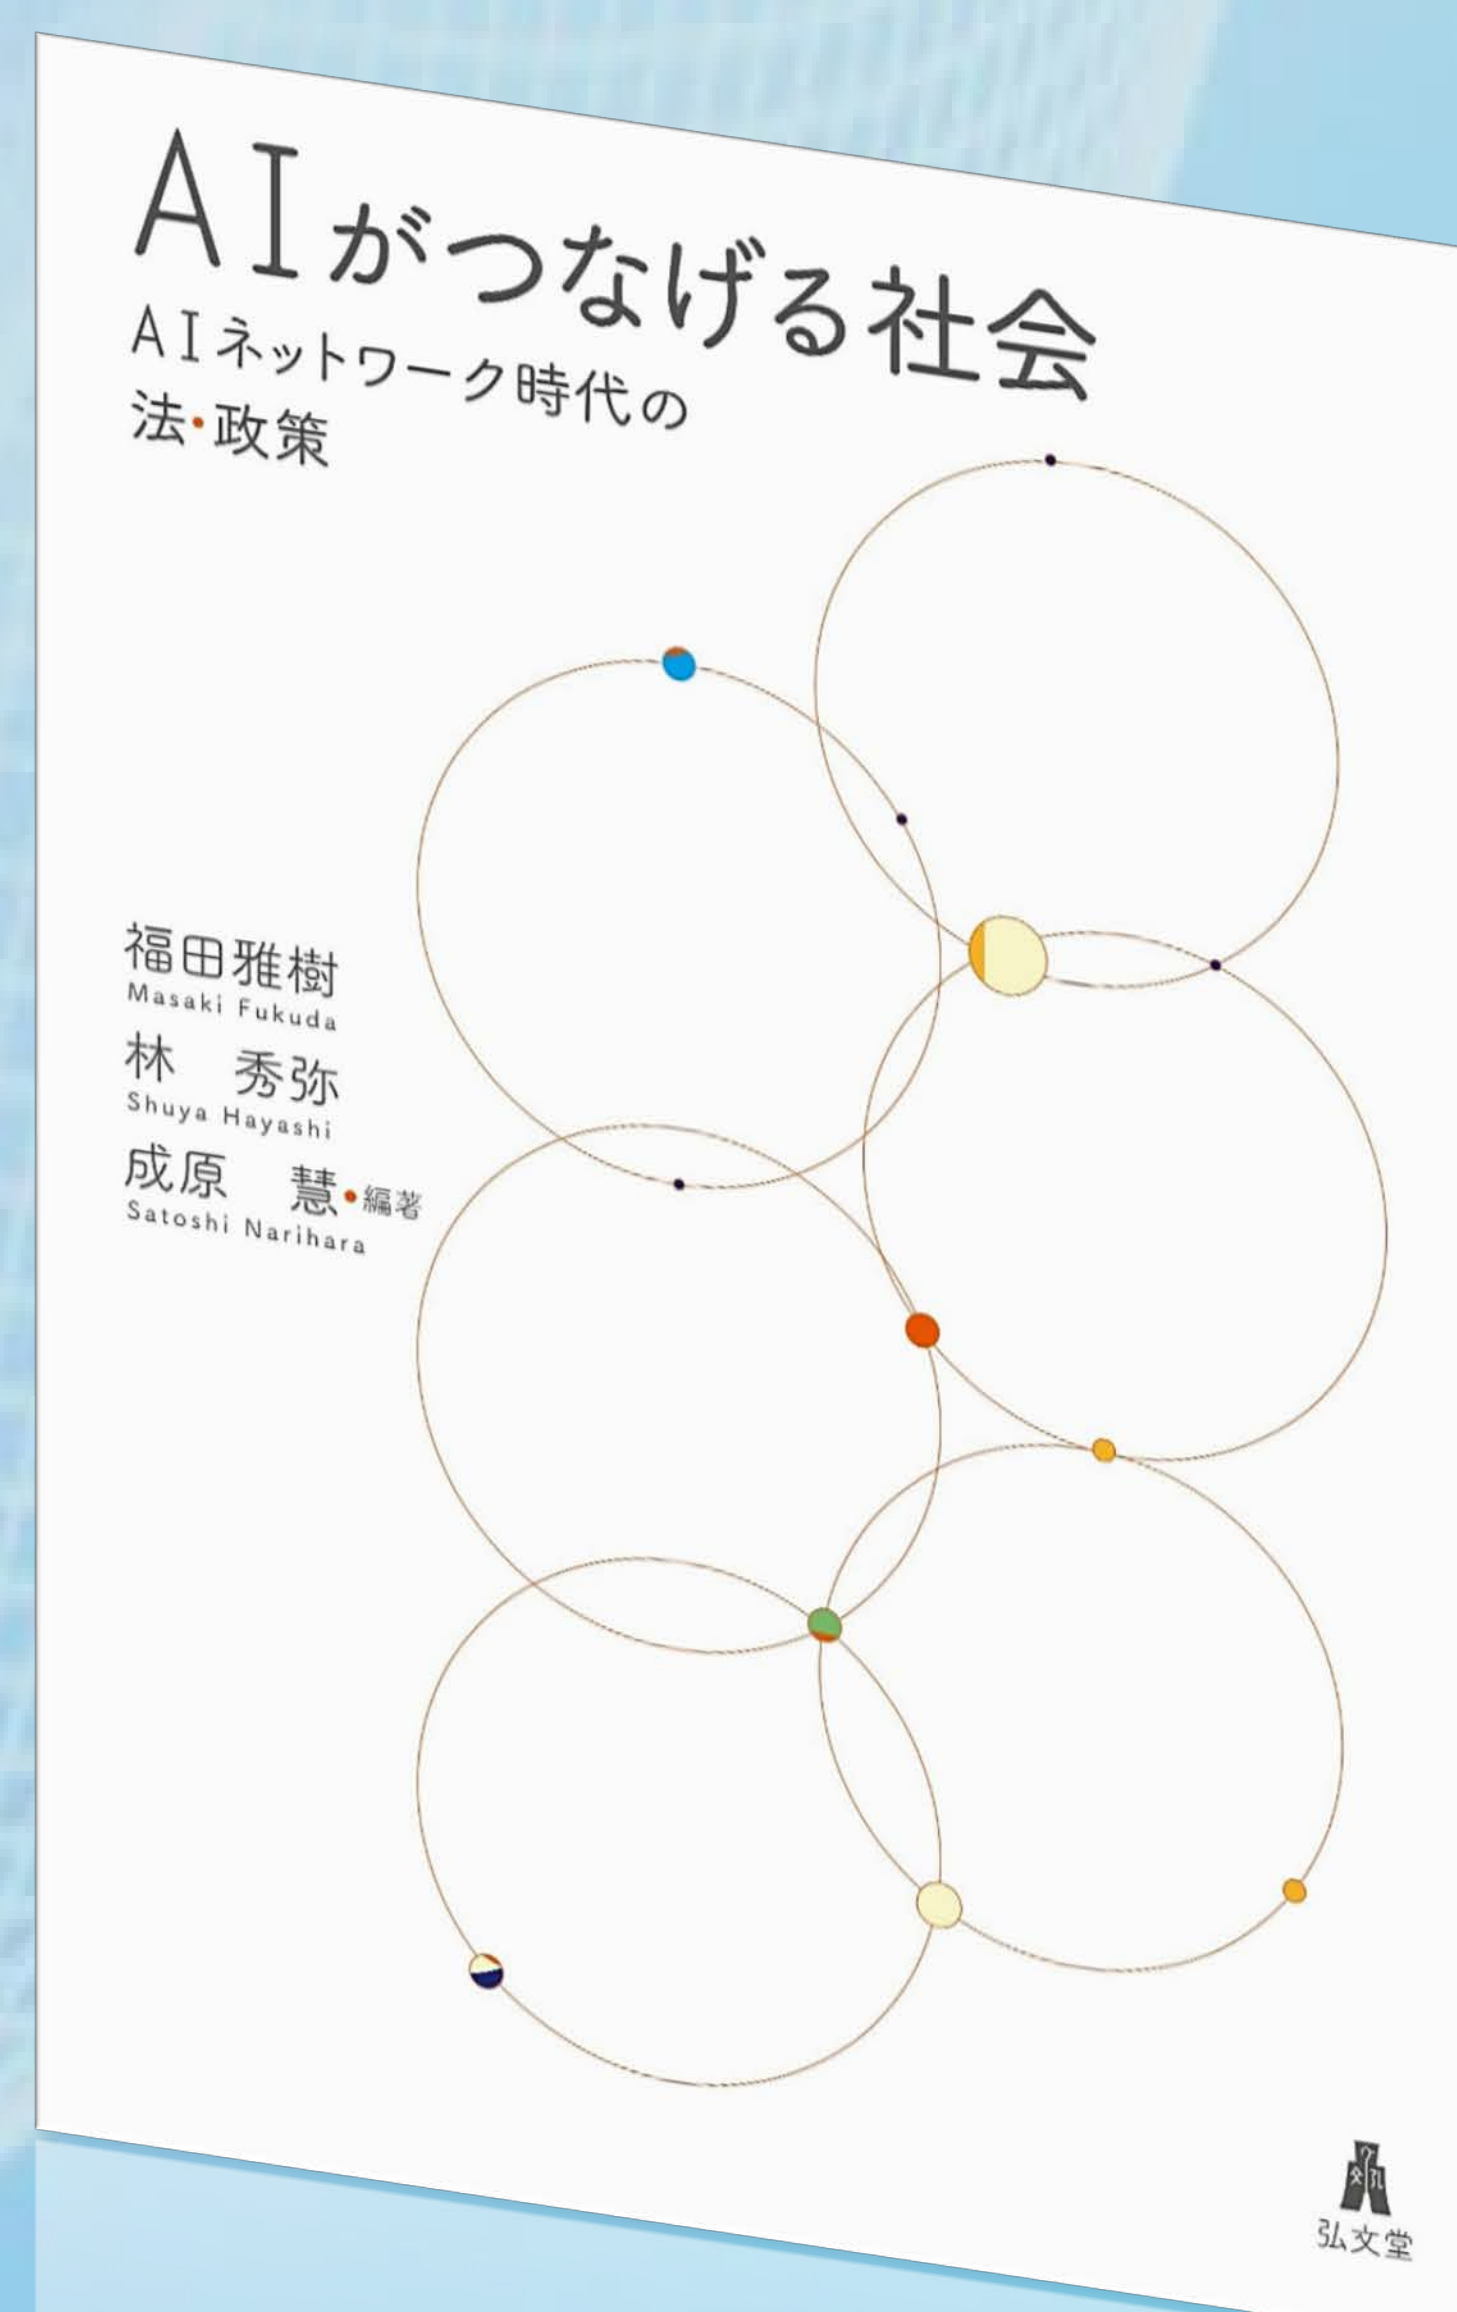 AIがつなげる社会
AIネットワーク時代の
法・政策
福田雅樹
Masaki Fukuda
林　秀弥
Shuya Hayashi
成原　慧・編著
Satoshi Narihara
弘文堂